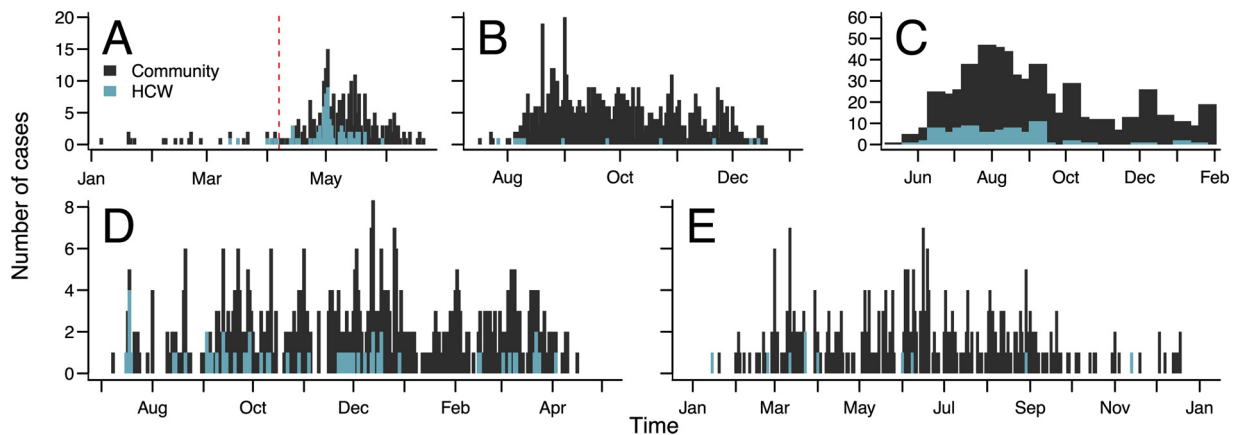 A
20
15
10
5
0
Community
HCW
Jan
Mar
May
B
Aug
Oct
Dec
C
60
50
40
30
20
10
0
Jun
Aug
Oct
Dec
Feb
Number of cases
D
8
6
4
2
0
Aug
Oct
Dec
Feb
Apr
E
Jan
Mar
May
Jul
Sep
Nov
Jan
Time